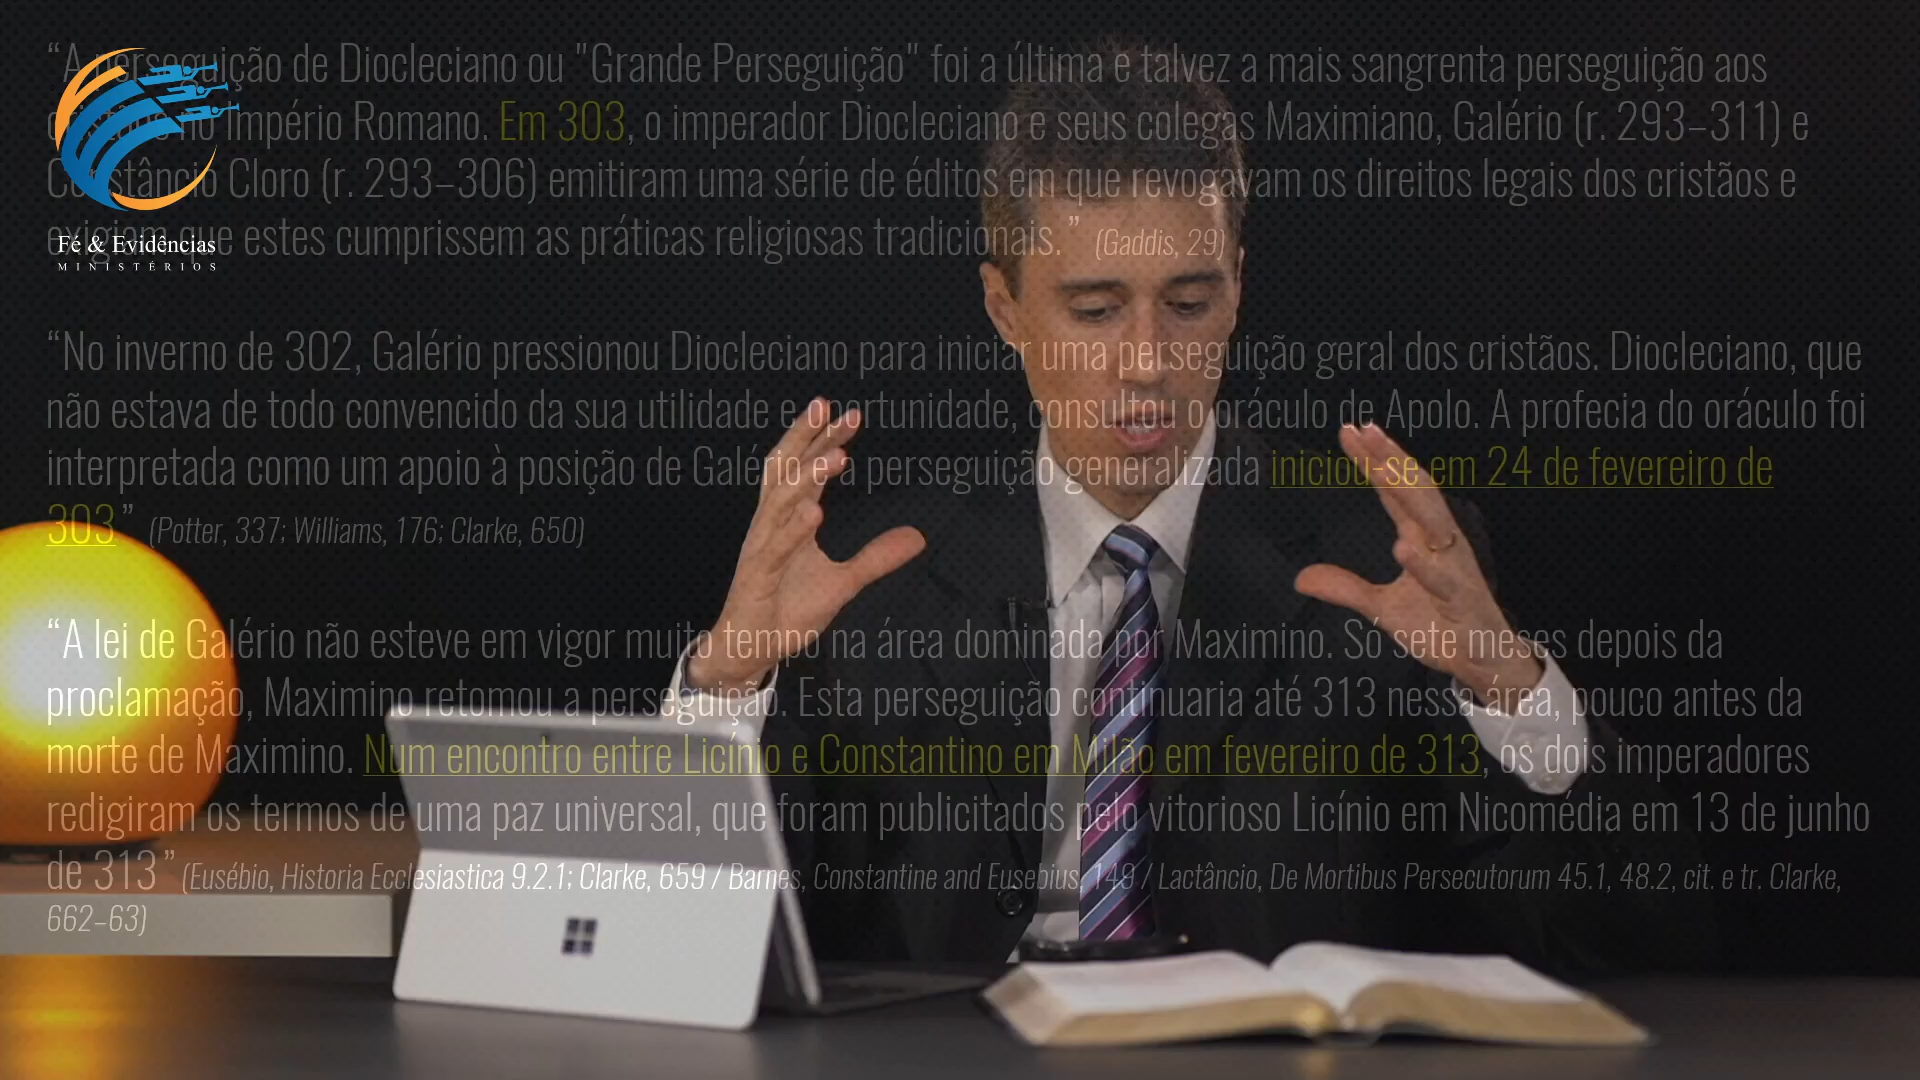 “A perseguição de Diocleciano ou "Grande Perseguição" foi a última e talvez a mais sangrenta perseguição aos
no Império Romano. Em 303, o imperador Diocleciano e seus colegas Maximiano, Galério (r. 293–311) e
Constâncio Cloro (r. 293–306) emitiram uma série de éditos em que revogavam os direitos legais dos cristãos e
que estes cumprissem as práticas religiosas tradicionais.” (Gaddis, 29)
Fé & Evidências
MINISTÉRIOS
“No inverno de 302, Galério pressionou Diocleciano para iniciar uma perseguição geral dos cristãos. Diocleciano, que
não estava de todo convencido da sua utilidade e oportunidade, consultou o oráculo de Apolo. A profecia do oráculo foi
interpretada como um apoio à posição de Galério e a perseguição generalizada iniciou-se em 24 de fevereiro de
303” (Potter, 337; Williams, 176; Clarke, 650)
“A lei de Galério não esteve em vigor muito tempo na área dominada por Maximino. Só sete meses depois da
proclamação, Maximino retomou a perseguição. Esta perseguição continuaria até 313 nessa área, pouco antes da
morte de Maximino. Num encontro entre Licínio e Constantino em Milão em fevereiro de 313, os dois imperadores
redigiram os termos de uma paz universal, que foram publicitados pelo vitorioso Licínio em Nicomédia em 13 de junho
de 313” (Eusébio, Historia Ecclesiastica 9.2.1; Clarke, 659 / Barnes, Constantine and Eusebius, 149 / Lactâncio, De Mortibus Persecutorum 45.1, 48.2, cit. e tr. Clarke,
662–63)